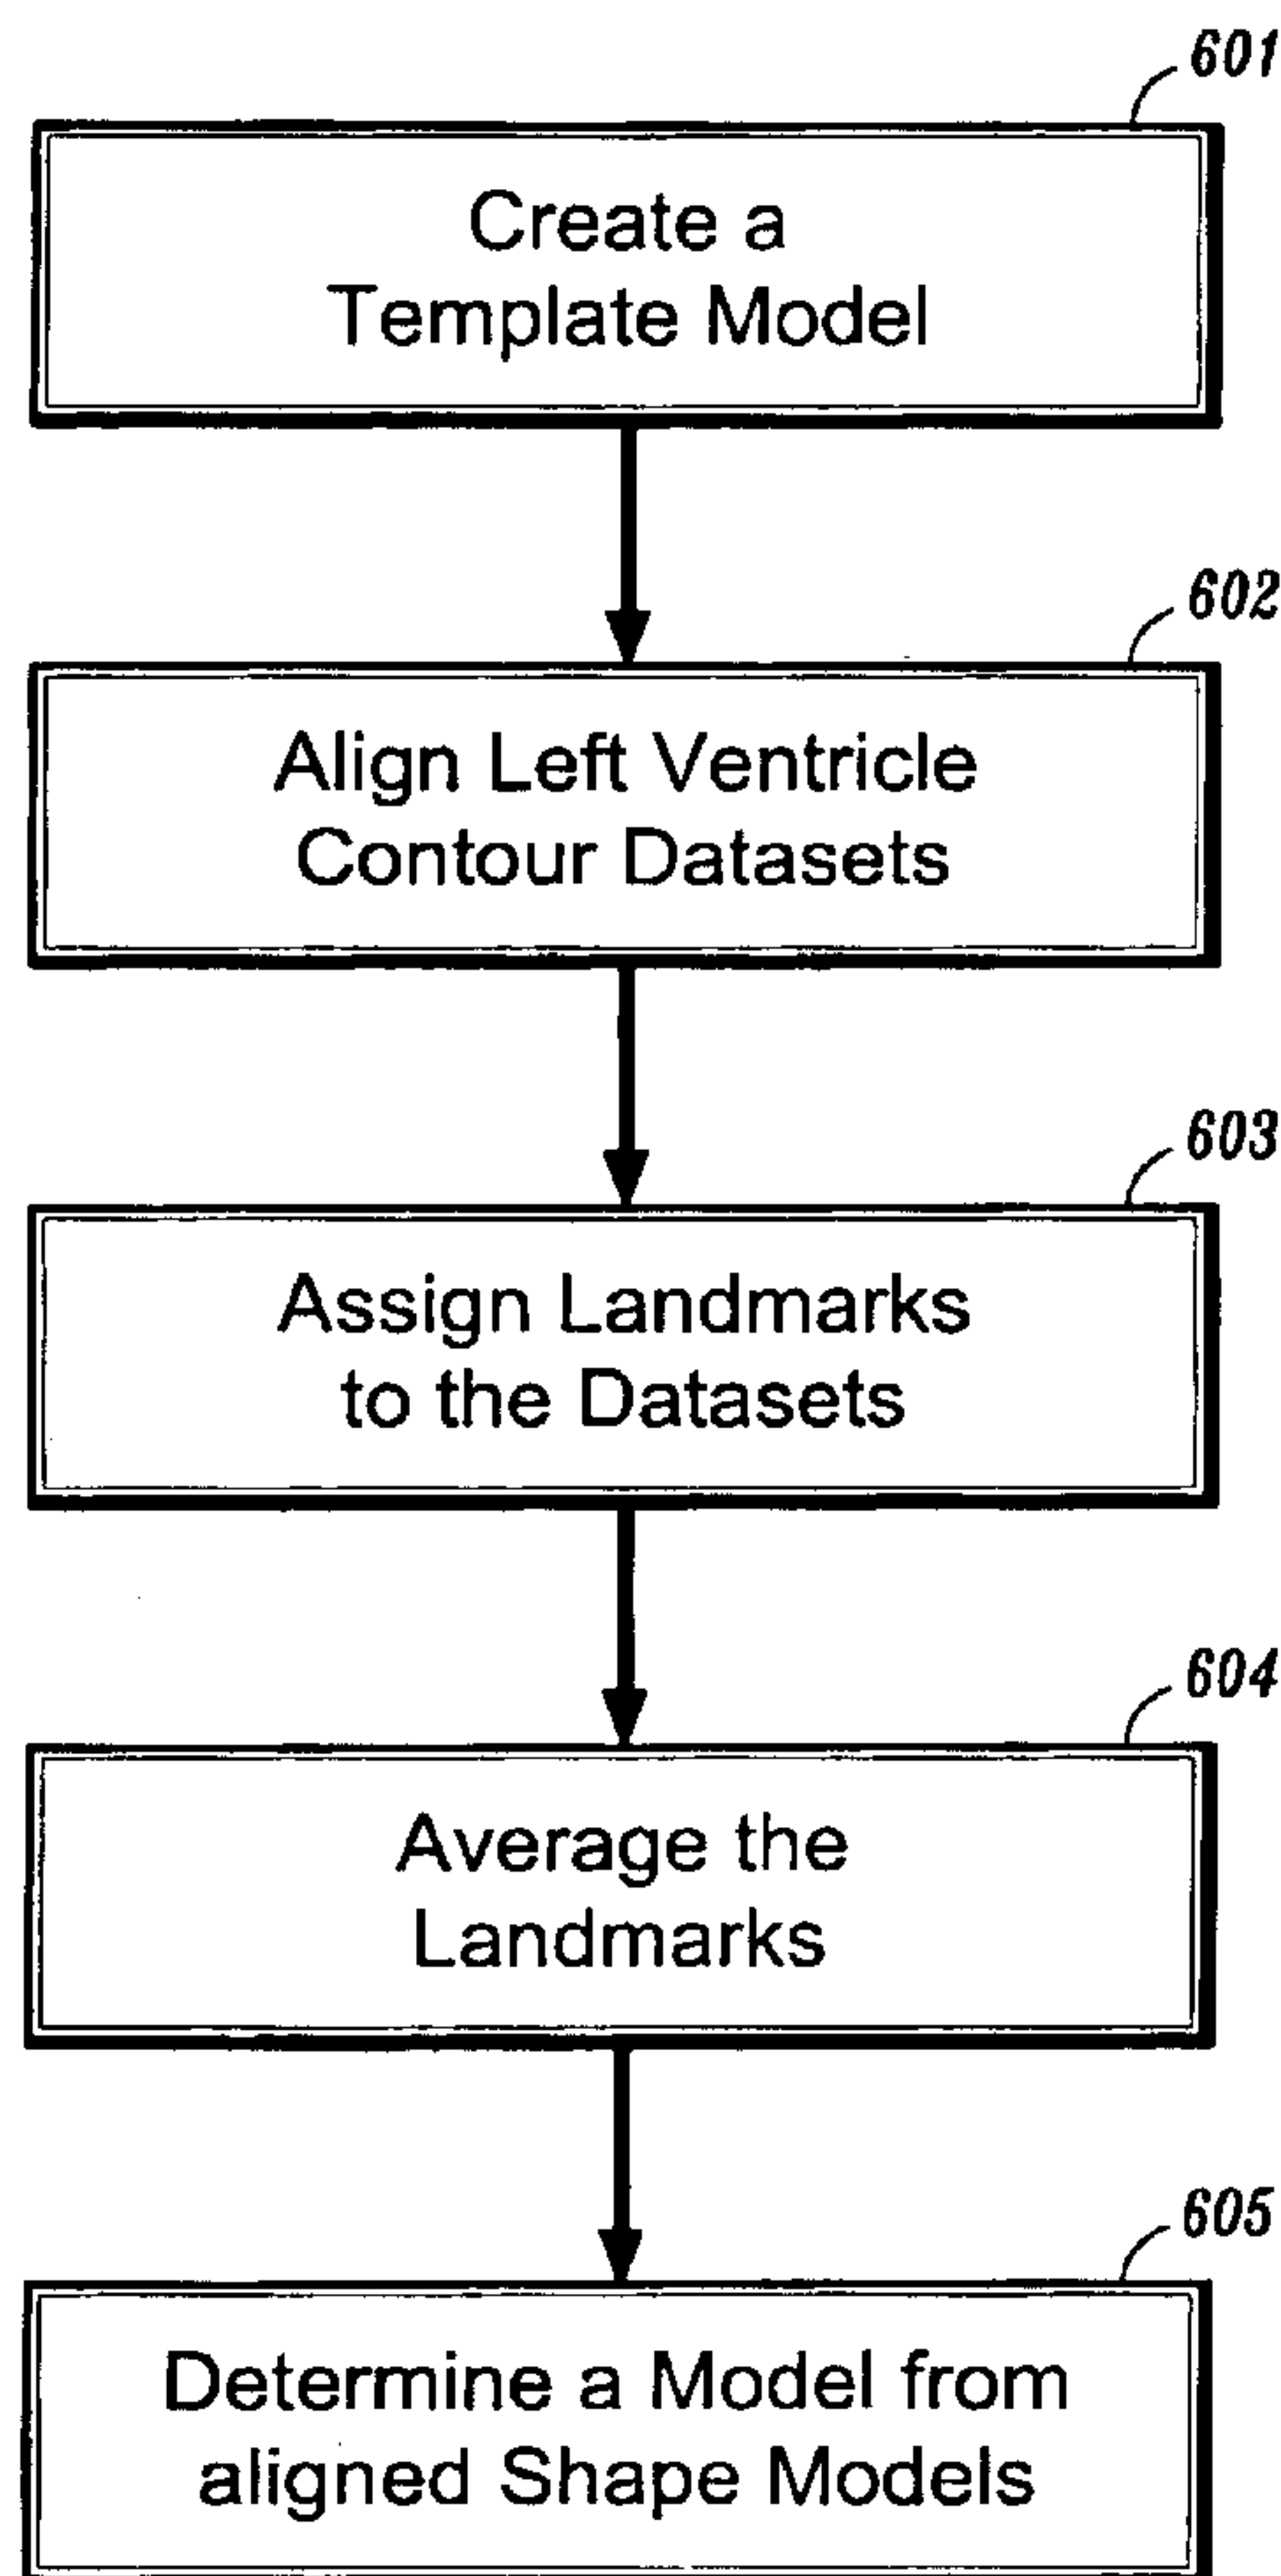 601
Create a
Template Model
602
Align Left Ventricle
Contour Datasets
603
Assign Landmarks
to the Datasets
604
Average the
Landmarks
605
Determine a Model from
aligned Shape Models